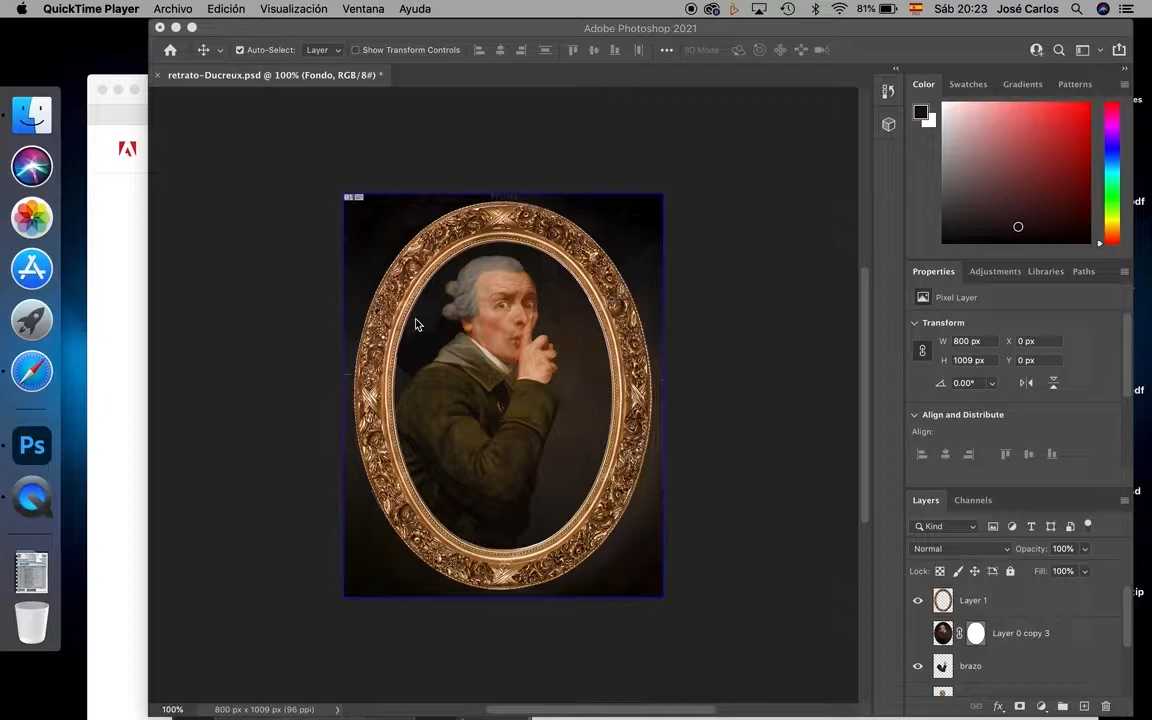 QuickTime Player Archivo Edición Visualización Ventana Ayuda 81% Sáb 20:23 José Carlos
Adobe Photoshop 2021
Auto-Select: Layer Show Transform Controls 3D Mode
retrato-Ducreux.psd @ 100% (Fondo, RGB/8#) *
Color Swatches Gradients Patterns
Properties Adjustments Libraries Paths
Pixel Layer
Transform
W 800 px X 0 px
H 1009 px Y 0 px
0.00°
Align and Distribute
Align:
Layers Channels
Kind
Normal Opacity: 100%
Lock: Fill: 100%
Layer 1
Layer 0 copy 3
brazo
Ps
100% 800 px x 1009 px (96 ppi)